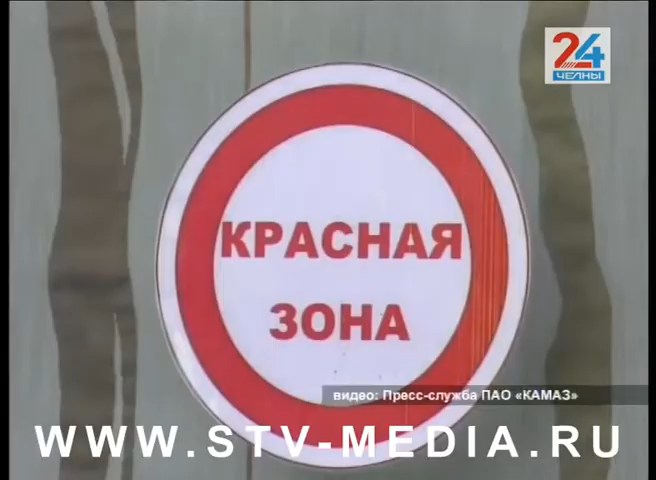 24
ЧЕЛНЫ
КРАСНАЯ
ЗОНА
видео: Пресс-служба ПАО «КАМАЗ»
WWW.STV-MEDIA.RU